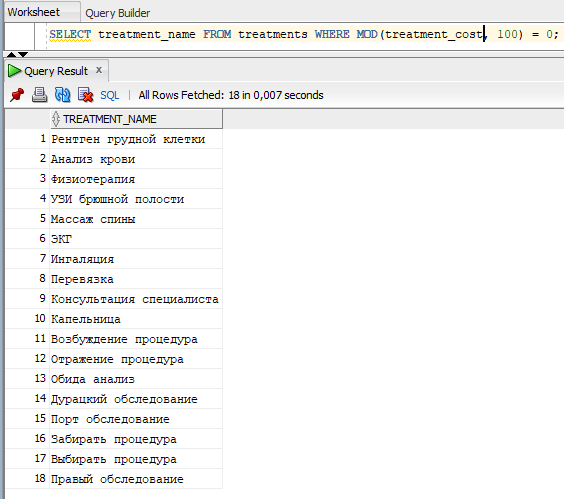 Worksheet Query Builder
SELECT treatment_name FROM treatments WHERE MOD(treatment_cost, 100) = 0;
Query Result x
SQL | All Rows Fetched: 18 in 0,007 seconds
TREATMENT_NAME
1 Рентген грудной клетки
2 Анализ крови
3 Физиотерапия
4 УЗИ брюшной полости
5 Массаж спины
6 ЭКГ
7 Ингаляция
8 Перевязка
9 Консультация специалиста
10 Капельница
11 Возбуждение процедура
12 Отражение процедура
13 Обида анализ
14 Дурацкий обследование
15 Порт обследование
16 Забирать процедура
17 Выбирать процедура
18 Правый обследование